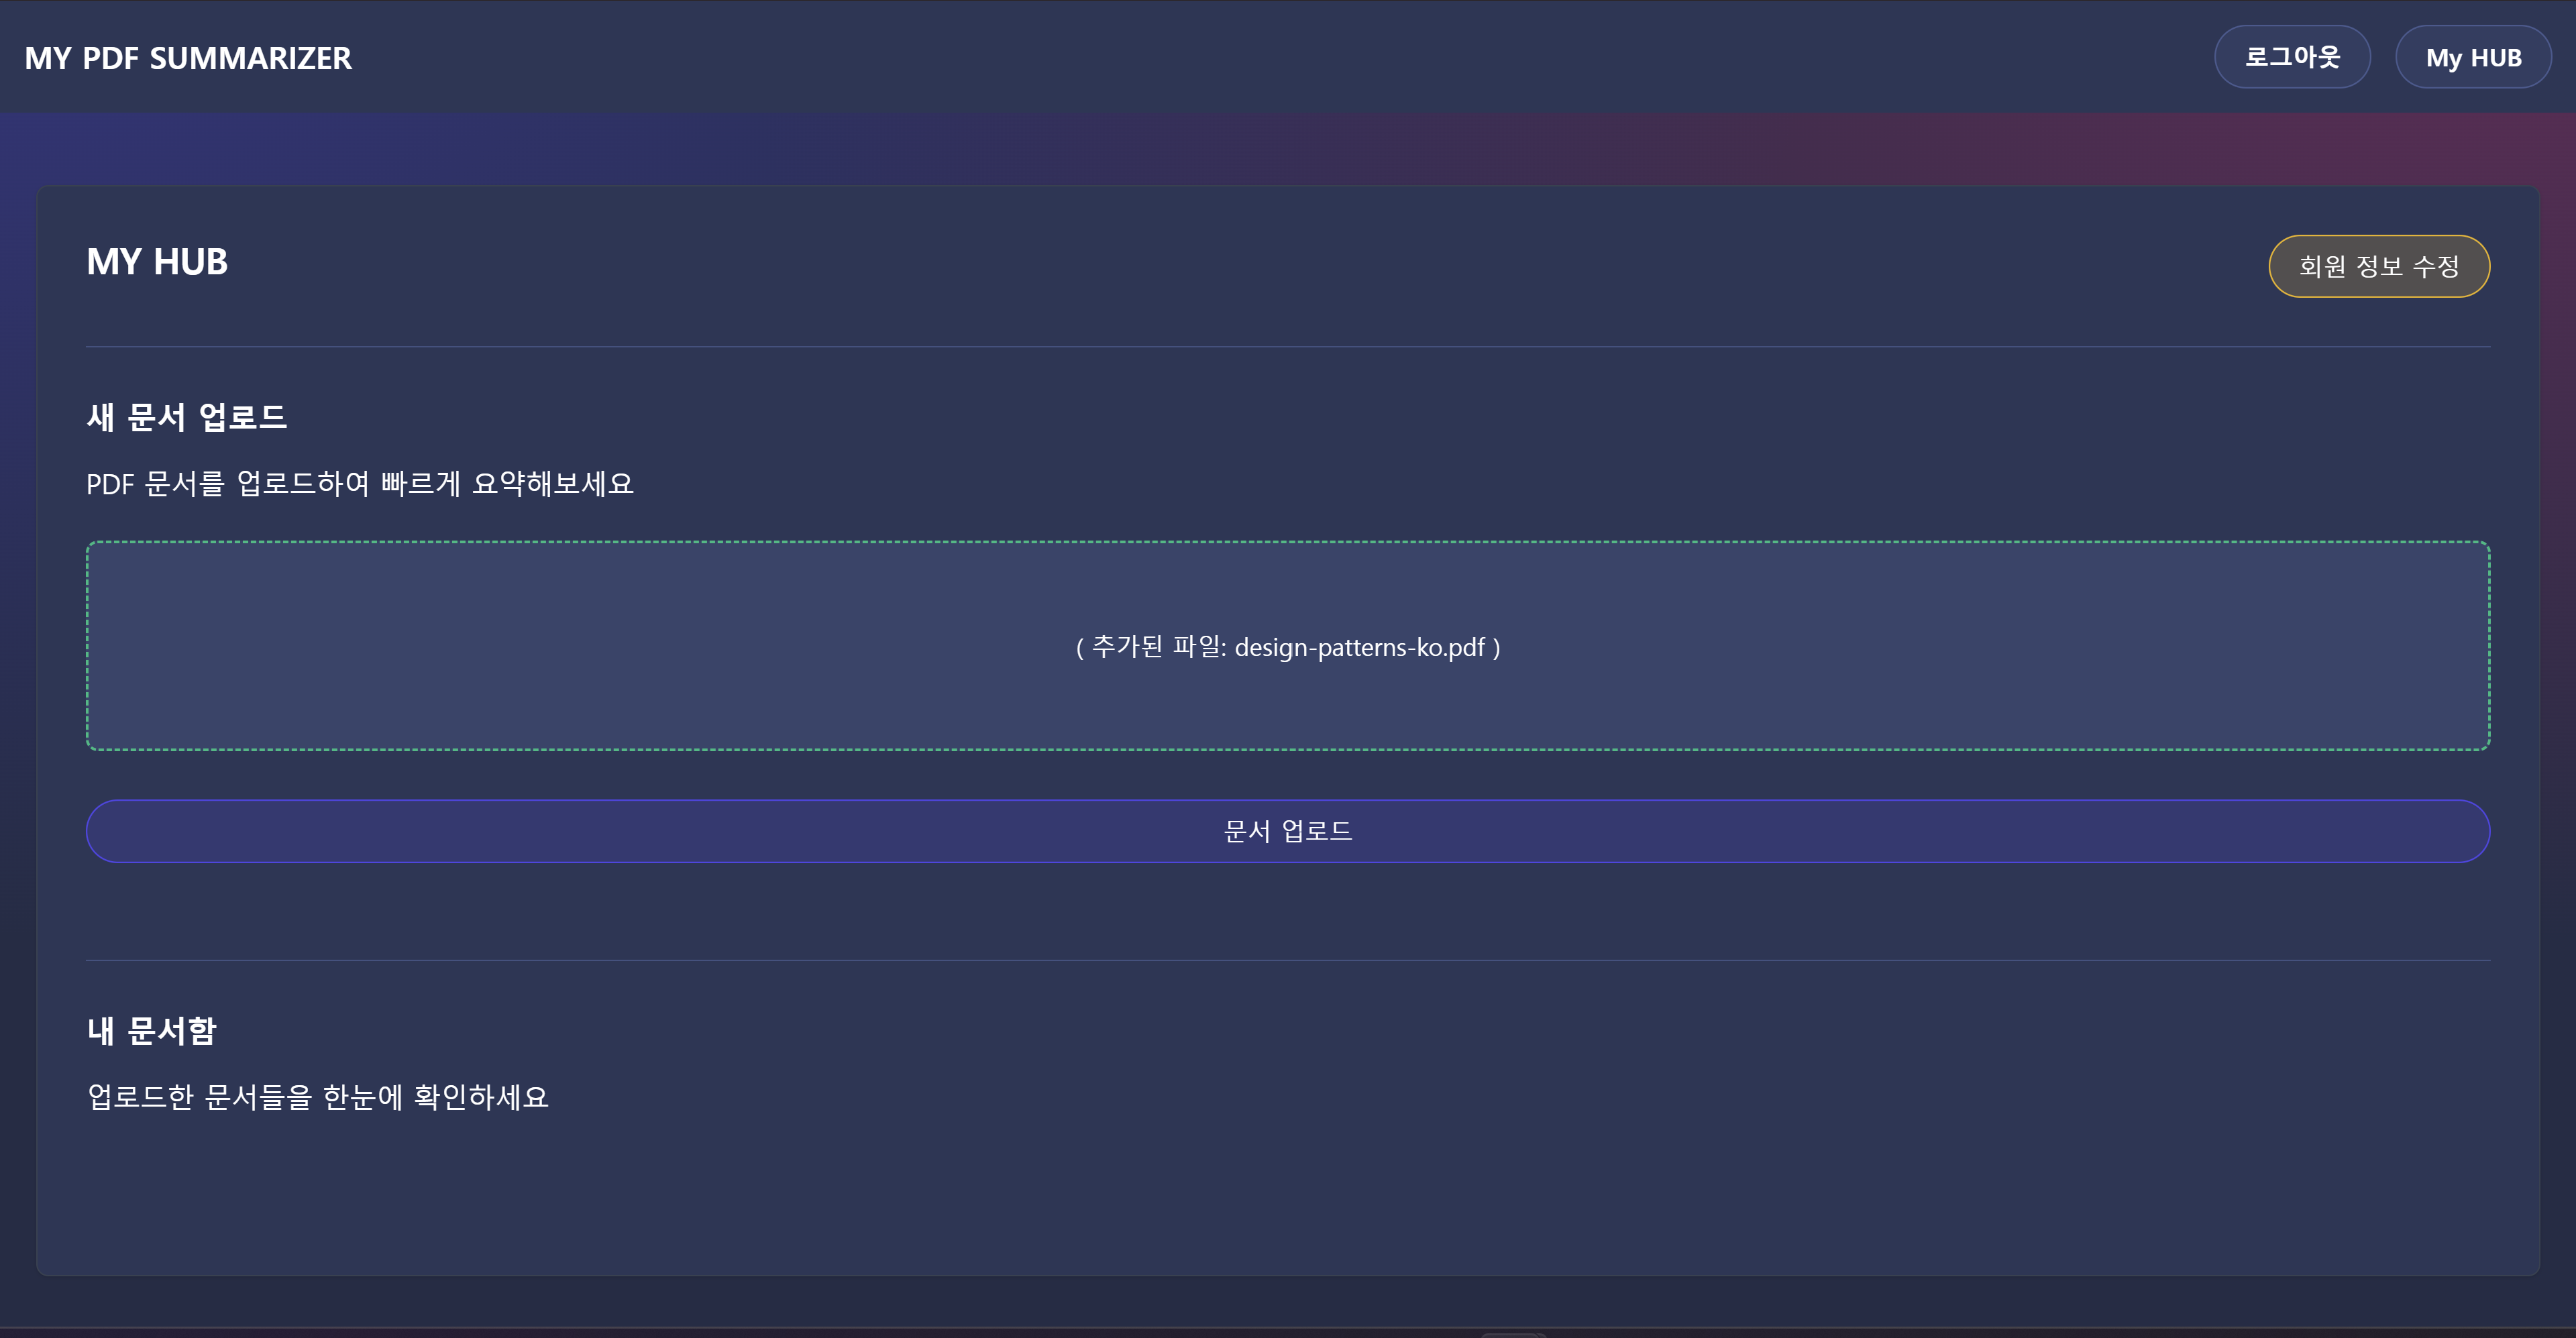 MY PDF SUMMARIZER
로그아웃
My HUB
MY HUB
회원 정보 수정
새 문서 업로드
PDF 문서를 업로드하여 빠르게 요약해보세요
( 추가된 파일: design-patterns-ko.pdf )
문서 업로드
내 문서함
업로드한 문서들을 한눈에 확인하세요